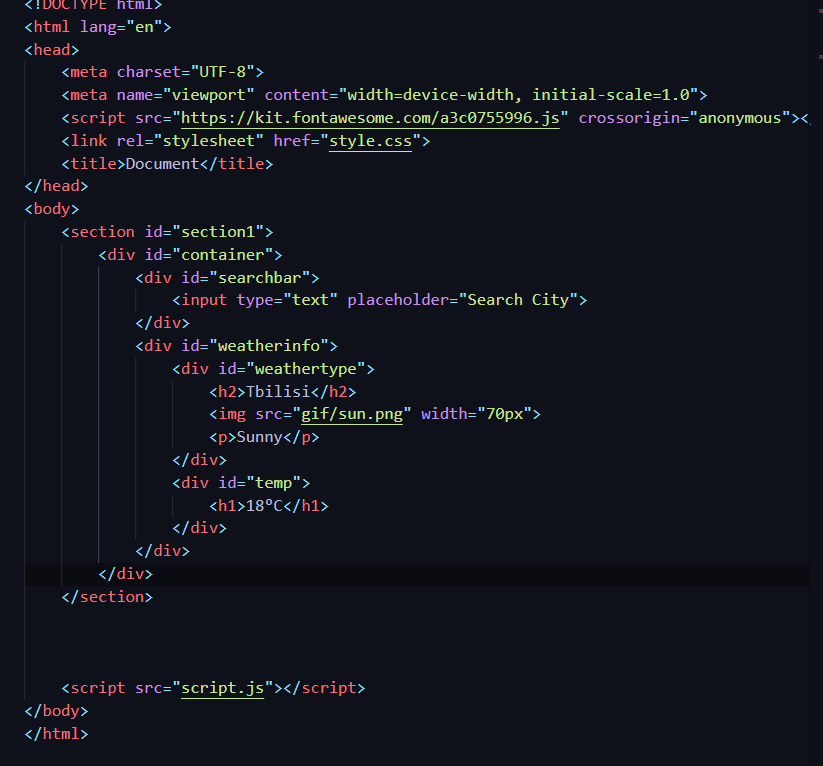 <!DOCTYPE html>
<html lang="en">
<head>
    <meta charset="UTF-8">
    <meta name="viewport" content="width=device-width, initial-scale=1.0">
    <script src="https://kit.fontawesome.com/a3c0755996.js" crossorigin="anonymous"><
    <link rel="stylesheet" href="style.css">
    <title>Document</title>
</head>
<body>
    <section id="section1">
        <div id="container">
            <div id="searchbar">
                <input type="text" placeholder="Search City">
            </div>
            <div id="weatherinfo">
                <div id="weathertype">
                    <h2>Tbilisi</h2>
                    <img src="gif/sun.png" width="70px">
                    <p>Sunny</p>
                </div>
                <div id="temp">
                    <h1>18°C</h1>
                </div>
            </div>
        </div>
    </section>
    <script src="script.js"></script>
</body>
</html>